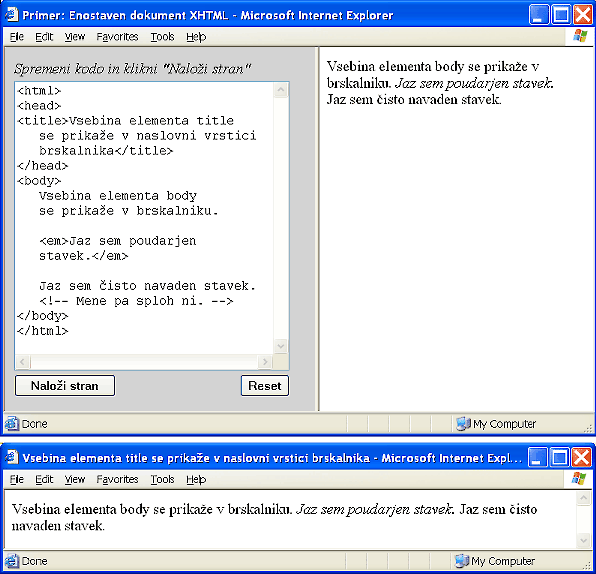 Primer: Enostaven dokument XHTML - Microsoft Internet Explorer
File Edit View Favorites Tools Help
Spremeni kodo in klikni "Naloži stran"
<html>
<head>
<title>Vsebina elementa title
se prikaže v naslovni vrstici
brskalnika</title>
</head>
<body>
Vsebina elementa body
se prikaže v brskalniku.
<em>Jaz sem poudarjen
stavek.</em>
Jaz sem čisto navaden stavek.
<!-- Mene pa sploh ni. -->
</body>
</html>
Naloži stran
Reset
Vsebina elementa body se prikaže v
brskalniku. Jaz sem poudarjen stavek.
Jaz sem čisto navaden stavek.
Done
My Computer
Vsebina elementa title se prikaže v naslovni vrstici brskalnika - Microsoft Internet Expl...
File Edit View Favorites Tools Help
Vsebina elementa body se prikaže v brskalniku. Jaz sem poudarjen stavek. Jaz sem čisto
navaden stavek.
Done
My Computer